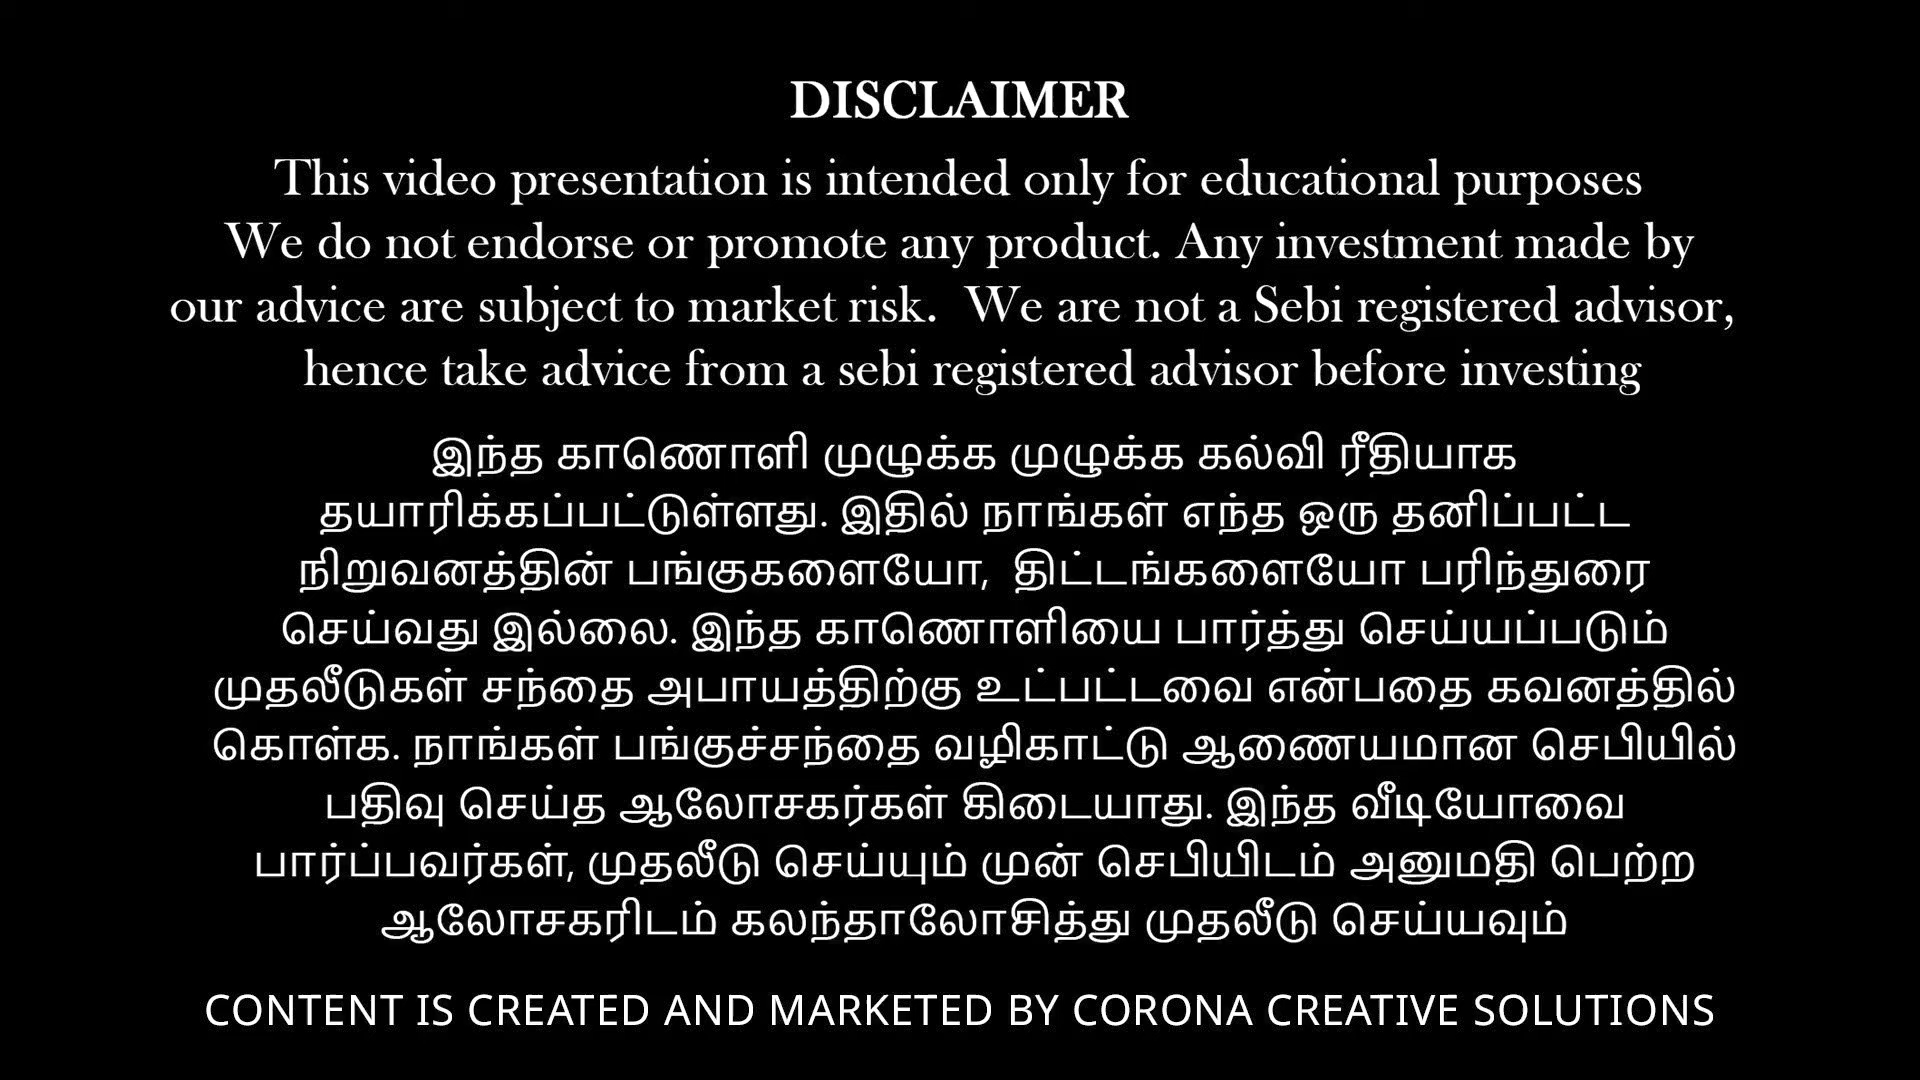 DISCLAIMER
This video presentation is intended only for educational purposes
We do not endorse or promote any product. Any investment made by
our advice are subject to market risk.  We are not a Sebi registered advisor,
hence take advice from a sebi registered advisor before investing
இந்த காணொளி முழுக்க முழுக்க கல்வி ரீதியாக
தயாரிக்கப்பட்டுள்ளது. இதில் நாங்கள் எந்த ஒரு தனிப்பட்ட
நிறுவனத்தின் பங்குகளையோ,  திட்டங்களையோ பரிந்துரை
செய்வது இல்லை. இந்த காணொளியை பார்த்து செய்யப்படும்
முதலீடுகள் சந்தை அபாயத்திற்கு உட்பட்டவை என்பதை கவனத்தில்
கொள்க. நாங்கள் பங்குச்சந்தை வழிகாட்டு ஆணையமான செபியில்
பதிவு செய்த ஆலோசகர்கள் கிடையாது. இந்த வீடியோவை
பார்ப்பவர்கள், முதலீடு செய்யும் முன் செபியிடம் அனுமதி பெற்ற
ஆலோசகரிடம் கலந்தாலோசித்து முதலீடு செய்யவும்
CONTENT IS CREATED AND MARKETED BY CORONA CREATIVE SOLUTIONS